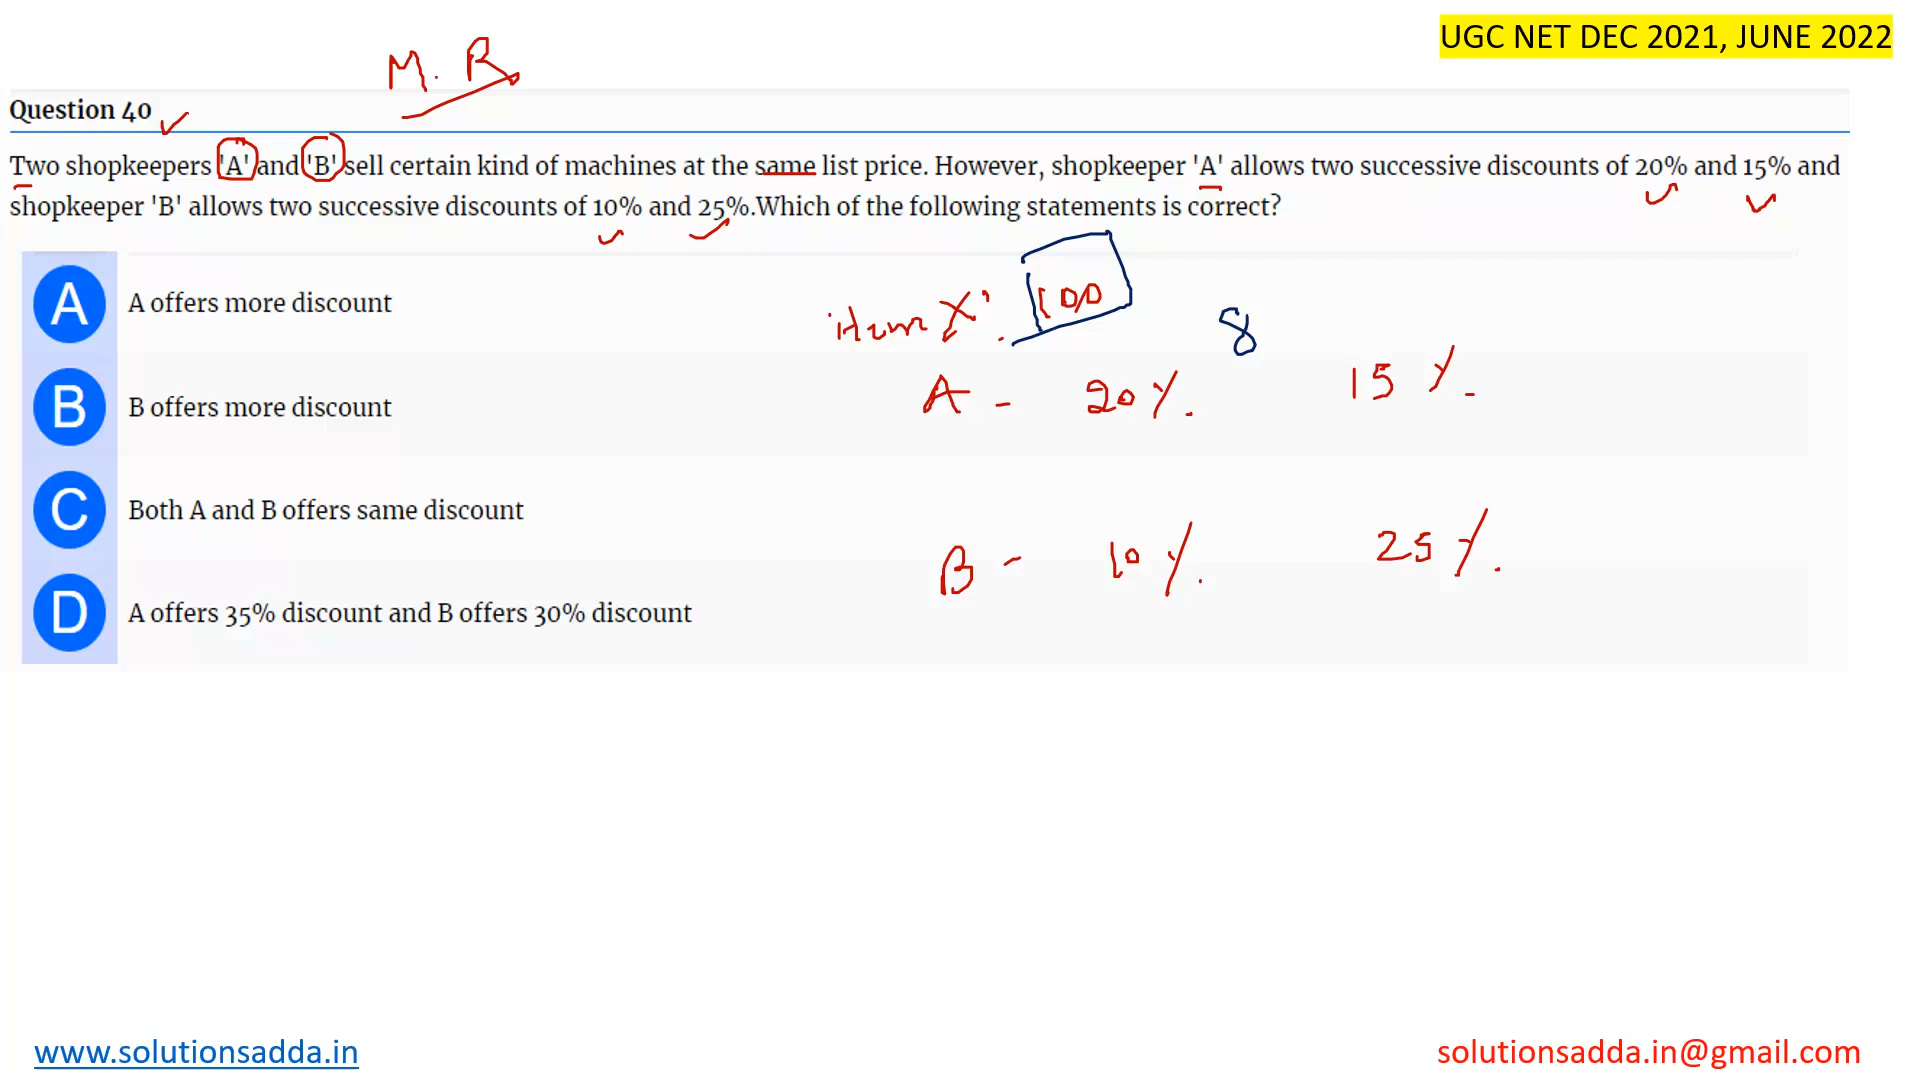 UGC NET DEC 2021, JUNE 2022
M.R
Question 40
Two shopkeepers 'A' and 'B' sell certain kind of machines at the same list price. However, shopkeeper 'A' allows two successive discounts of 20% and 15% and
shopkeeper 'B' allows two successive discounts of 10% and 25%.Which of the following statements is correct?
A A offers more discount
B B offers more discount
C Both A and B offers same discount
D A offers 35% discount and B offers 30% discount
item X' 100
8
A - 20%. 15%.
B - 10%. 25%.
www.solutionsadda.in
solutionsadda.in@gmail.com